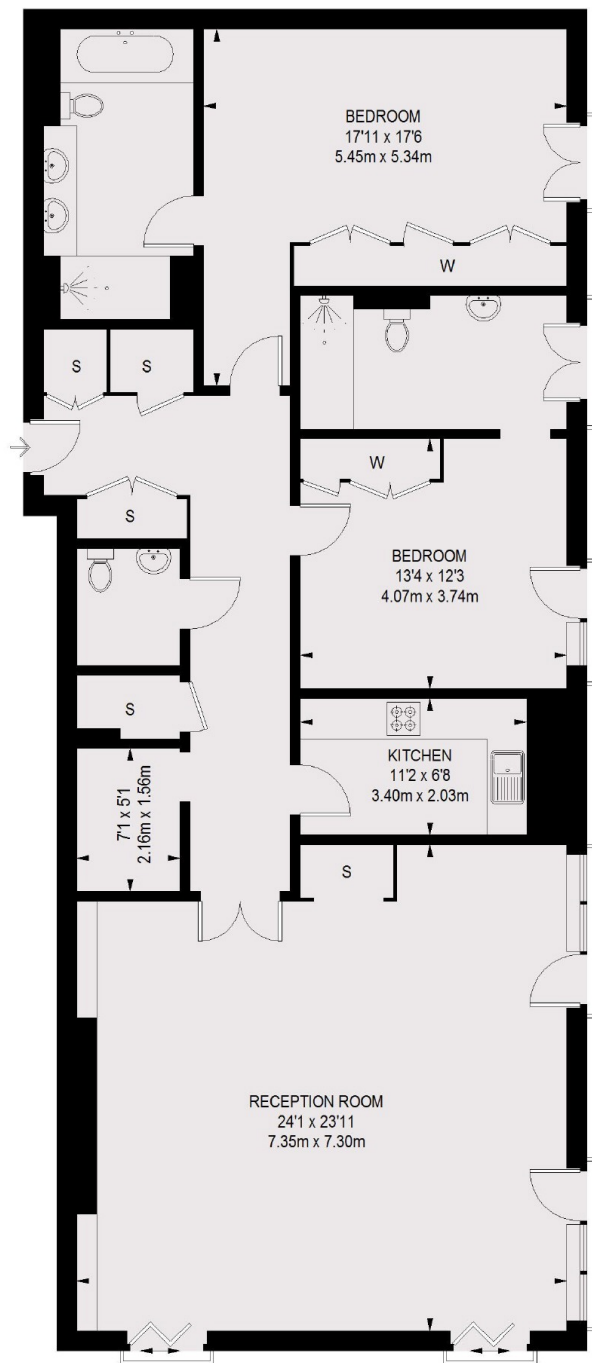 BEDROOM
17'11 x 17'6
5.45m x 5.34m
W
S
S
W
S
BEDROOM
13'4 x 12'3
4.07m x 3.74m
S
KITCHEN
11'2 x 6'8
3.40m x 2.03m
7'1 x 5'1
2.16m x 1.56m
S
RECEPTION ROOM
24'1 x 23'11
7.35m x 7.30m